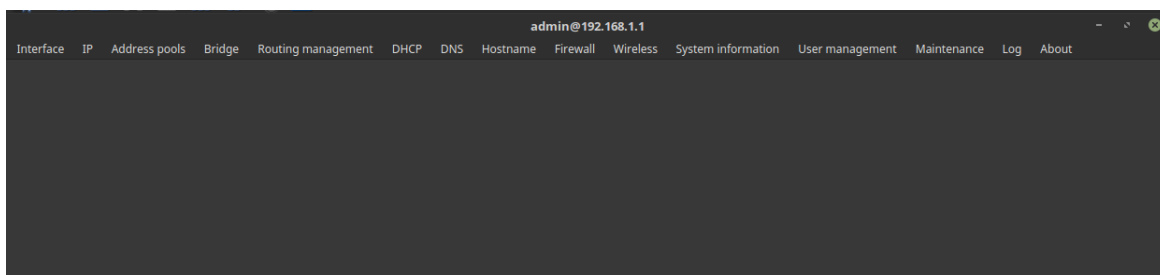 admin@192.168.1.1
Interface IP Address pools Bridge Routing management DHCP DNS Hostname Firewall Wireless System information User management Maintenance Log About